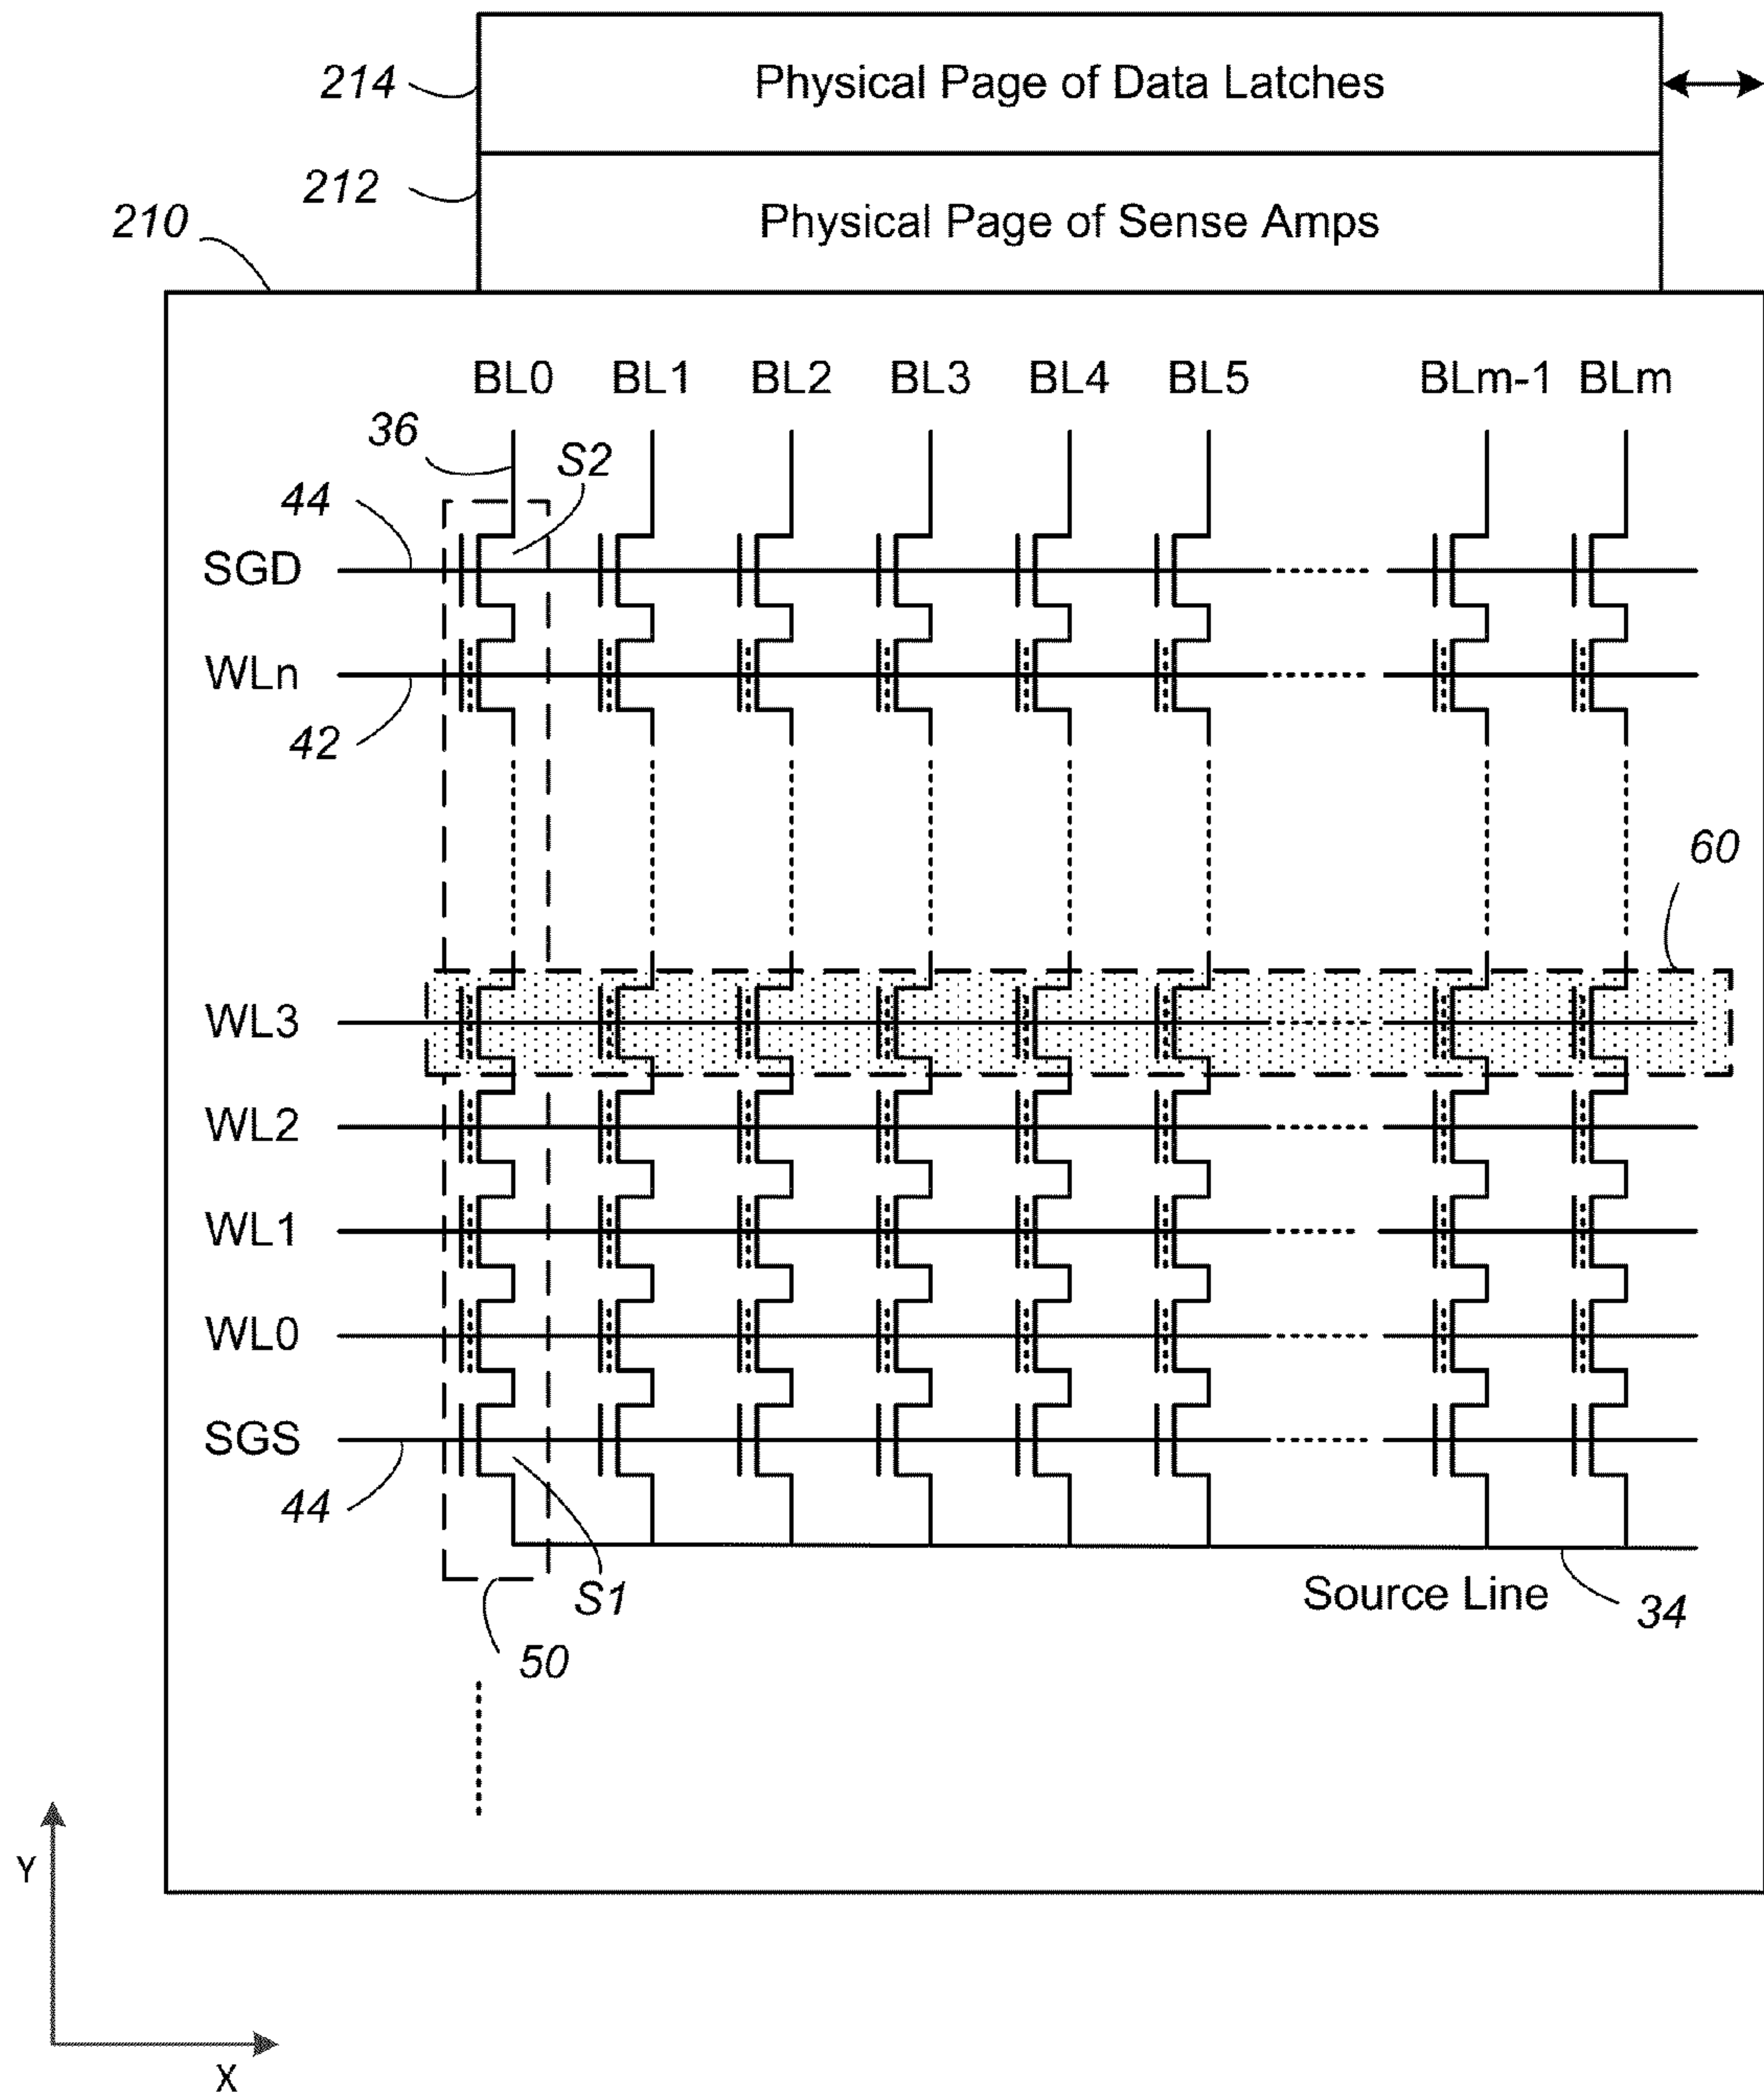 214 Physical Page of Data Latches
212 Physical Page of Sense Amps
210
BL0 BL1 BL2 BL3 BL4 BL5 BLm-1 BLm
36 S2
44
SGD
WLn
42
60
WL3
WL2
WL1
WL0
SGS
44
S1
Source Line 34
50
Y
X